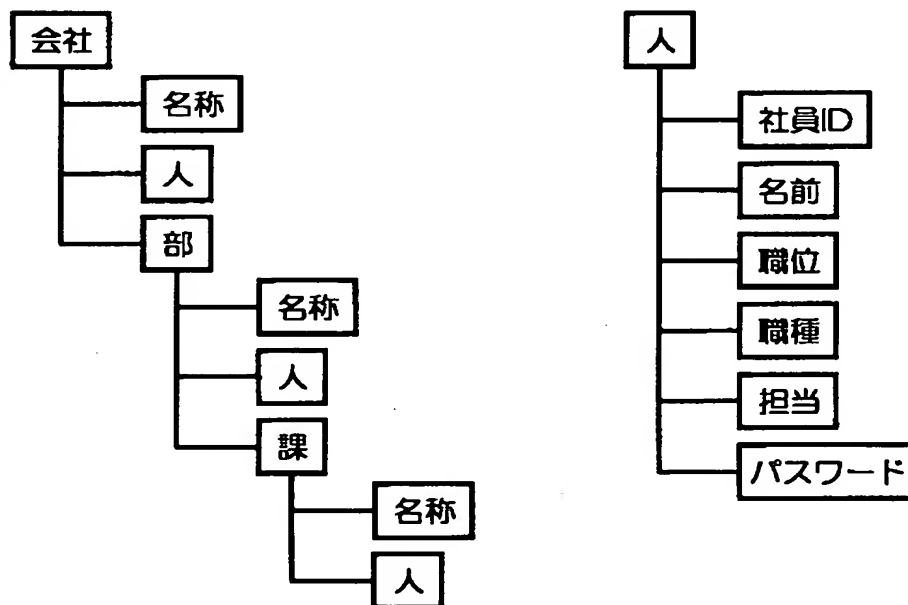 会社
名称
人
部
名称
人
課
名称
人
人
社員ID
名前
職位
職種
担当
パスワード